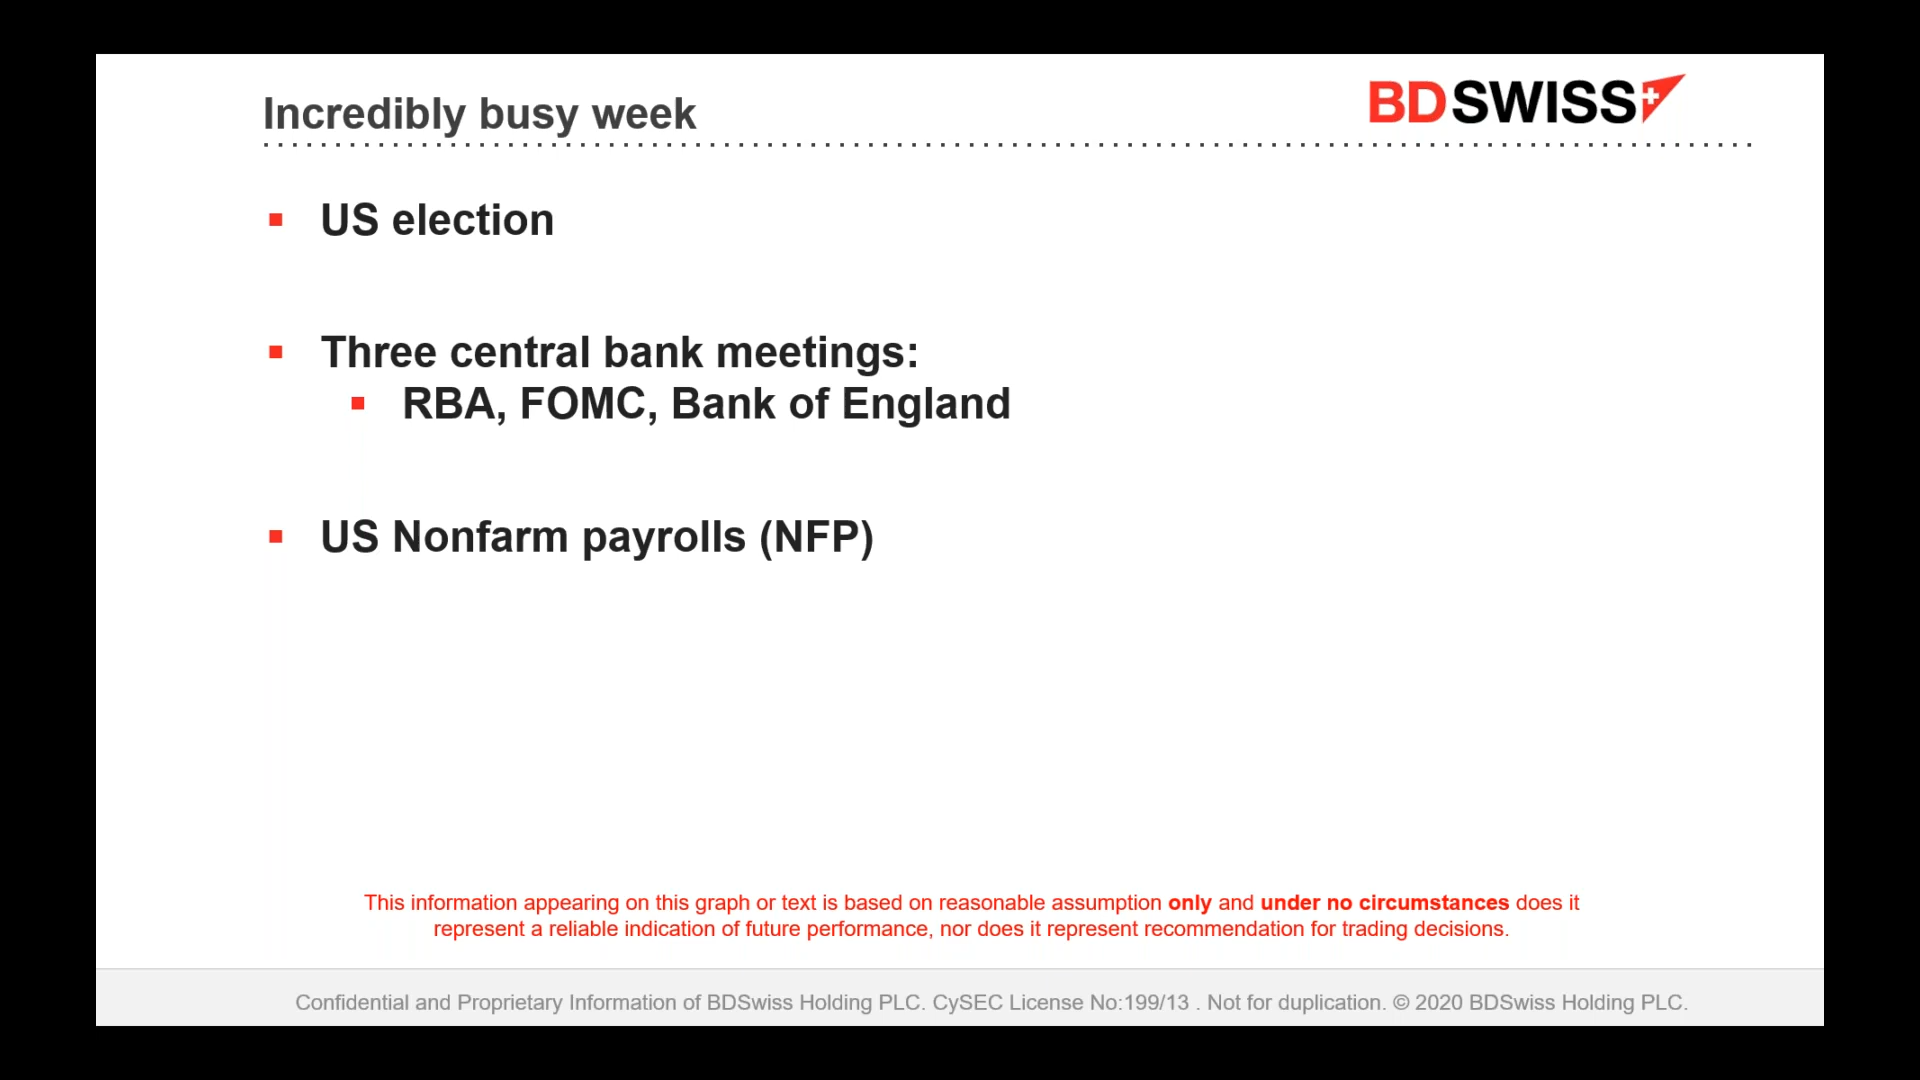 Incredibly busy week
BDSWISS
US election
Three central bank meetings:
RBA, FOMC, Bank of England
US Nonfarm payrolls (NFP)
This information appearing on this graph or text is based on reasonable assumption only and under no circumstances does it
represent a reliable indication of future performance, nor does it represent recommendation for trading decisions.
Confidential and Proprietary Information of BDSwiss Holding PLC. CySEC License No:199/13 . Not for duplication. © 2020 BDSwiss Holding PLC.